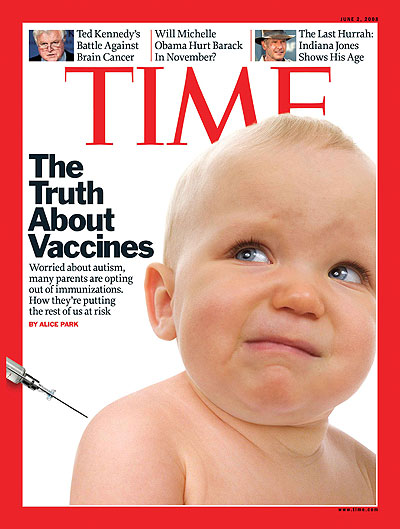 JUNE 2, 2008
Ted Kennedy's
Battle Against
Brain Cancer
Will Michelle
Obama Hurt Barack
In November?
The Last Hurrah:
Indiana Jones
Shows His Age
TIME
The
Truth
About
Vaccines
Worried about autism,
many parents are opting
out of immunizations.
How they're putting
the rest of us at risk
BY ALICE PARK
www.time.com